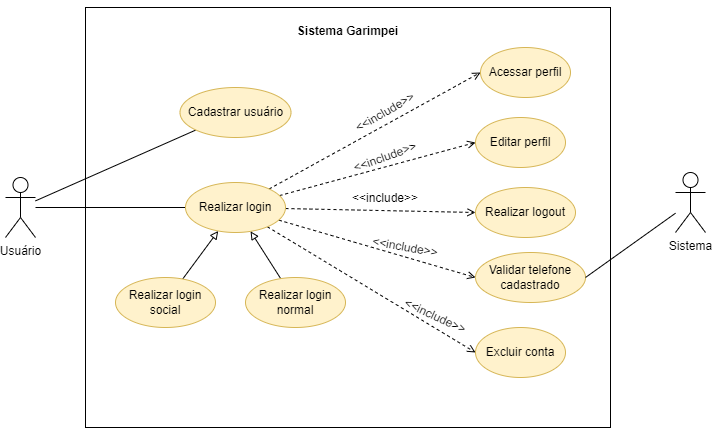 Sistema Garimpei
Acessar perfil
<<include>>
Cadastrar usuário
Editar perfil
<<include>>
Realizar login
<<include>>
Realizar logout
Usuário
Sistema
<<include>>
Validar telefone
cadastrado
Realizar login
social
Realizar login
normal
<<include>>
Excluir conta